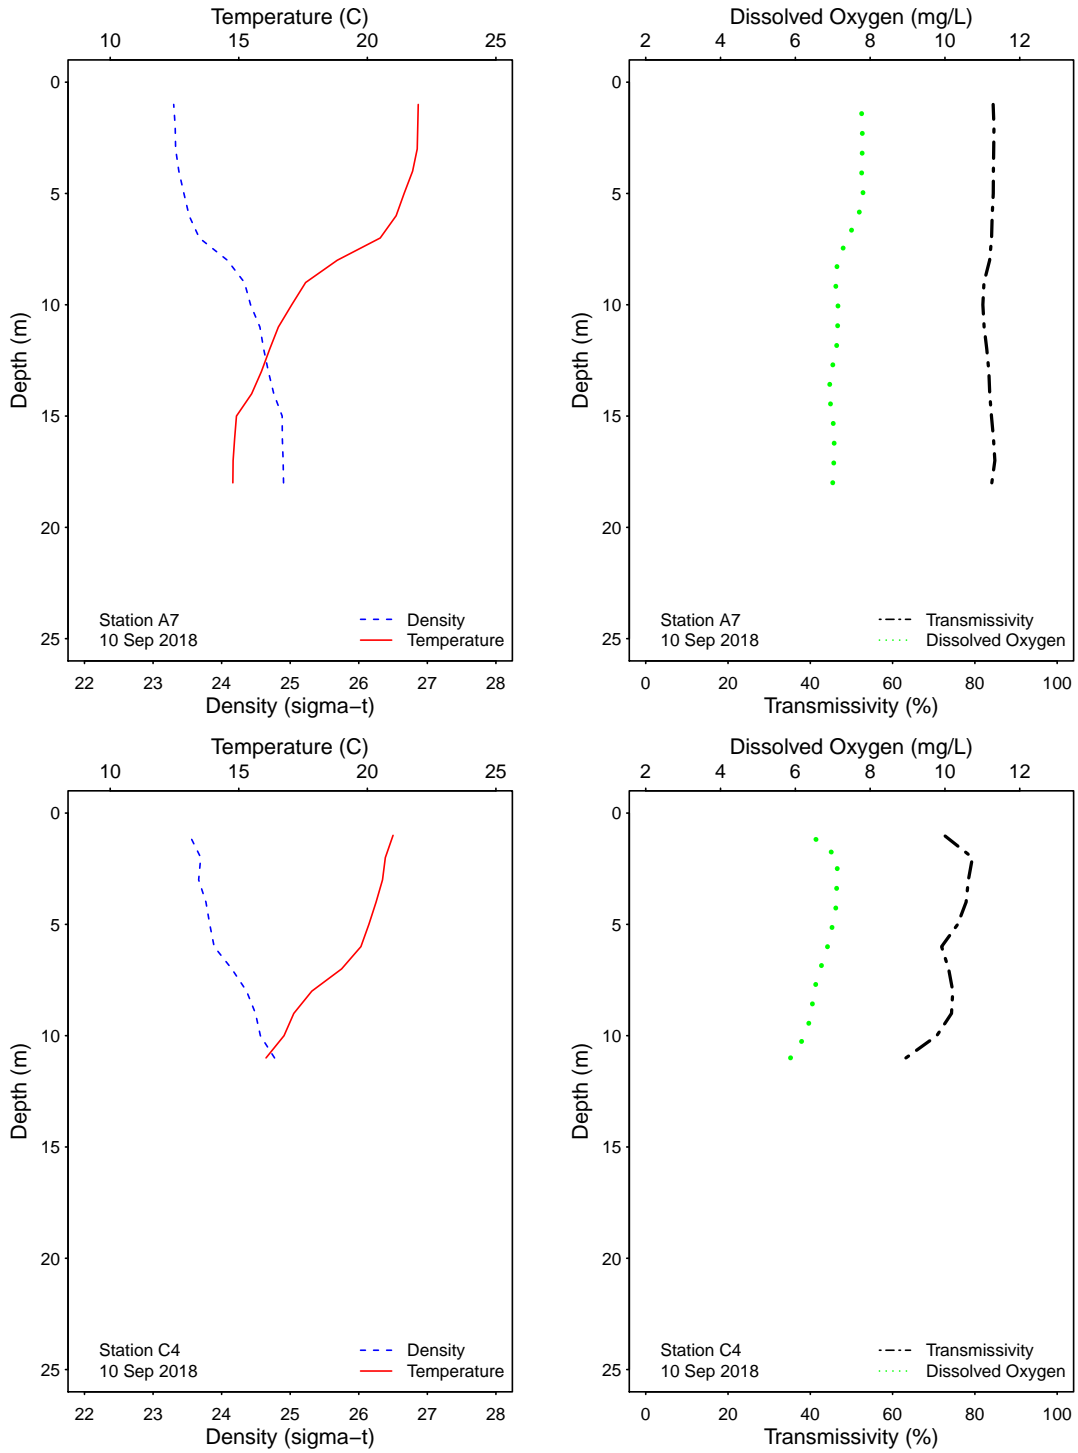 Temperature (C)
10 15 20 25
0
5
10
15
20
25
Depth (m)
Station A7
10 Sep 2018
Density
Temperature
22 23 24 25 26 27 28
Density (sigma−t)
Dissolved Oxygen (mg/L)
2 4 6 8 10 12
0
5
10
15
20
25
Depth (m)
Station A7
10 Sep 2018
Transmissivity
Dissolved Oxygen
0 20 40 60 80 100
Transmissivity (%)
Temperature (C)
10 15 20 25
0
5
10
15
20
25
Depth (m)
Station C4
10 Sep 2018
Density
Temperature
22 23 24 25 26 27 28
Density (sigma−t)
Dissolved Oxygen (mg/L)
2 4 6 8 10 12
0
5
10
15
20
25
Depth (m)
Station C4
10 Sep 2018
Transmissivity
Dissolved Oxygen
0 20 40 60 80 100
Transmissivity (%)